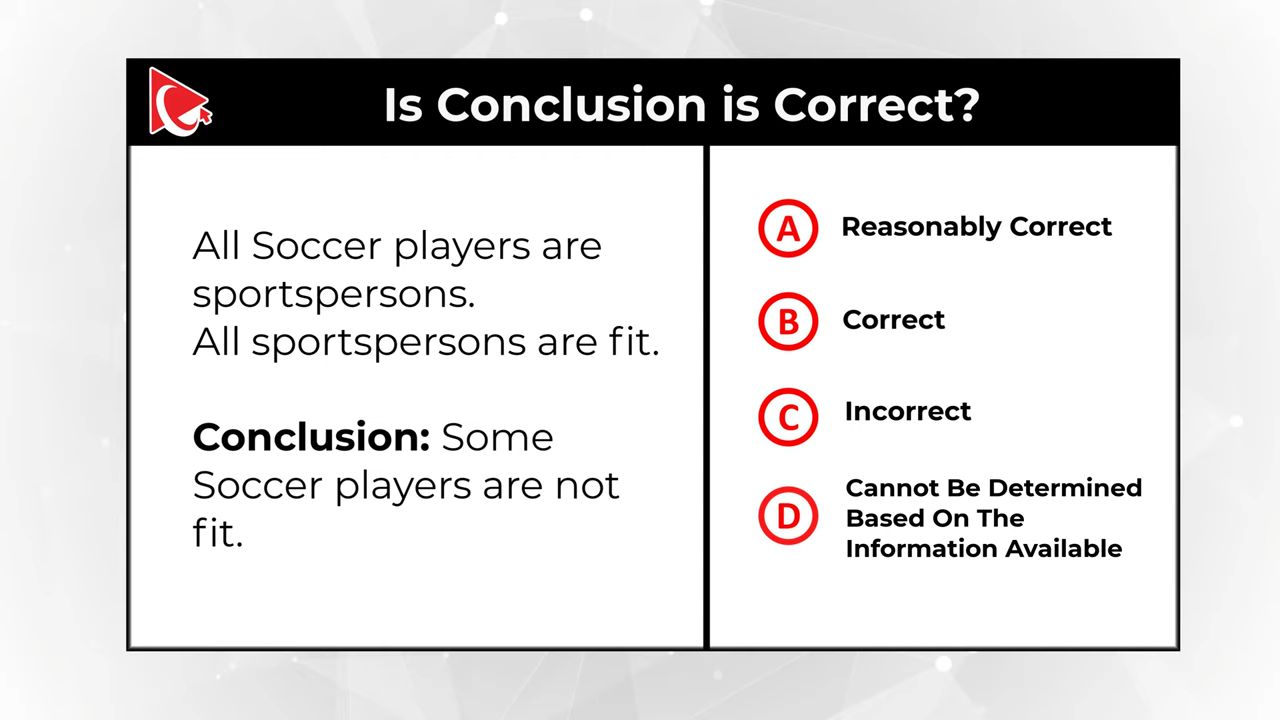 Is Conclusion is Correct?
All Soccer players are
sportspersons.
All sportspersons are fit.
Conclusion: Some
Soccer players are not
fit.
A Reasonably Correct
B Correct
C Incorrect
D Cannot Be Determined
Based On The
Information Available